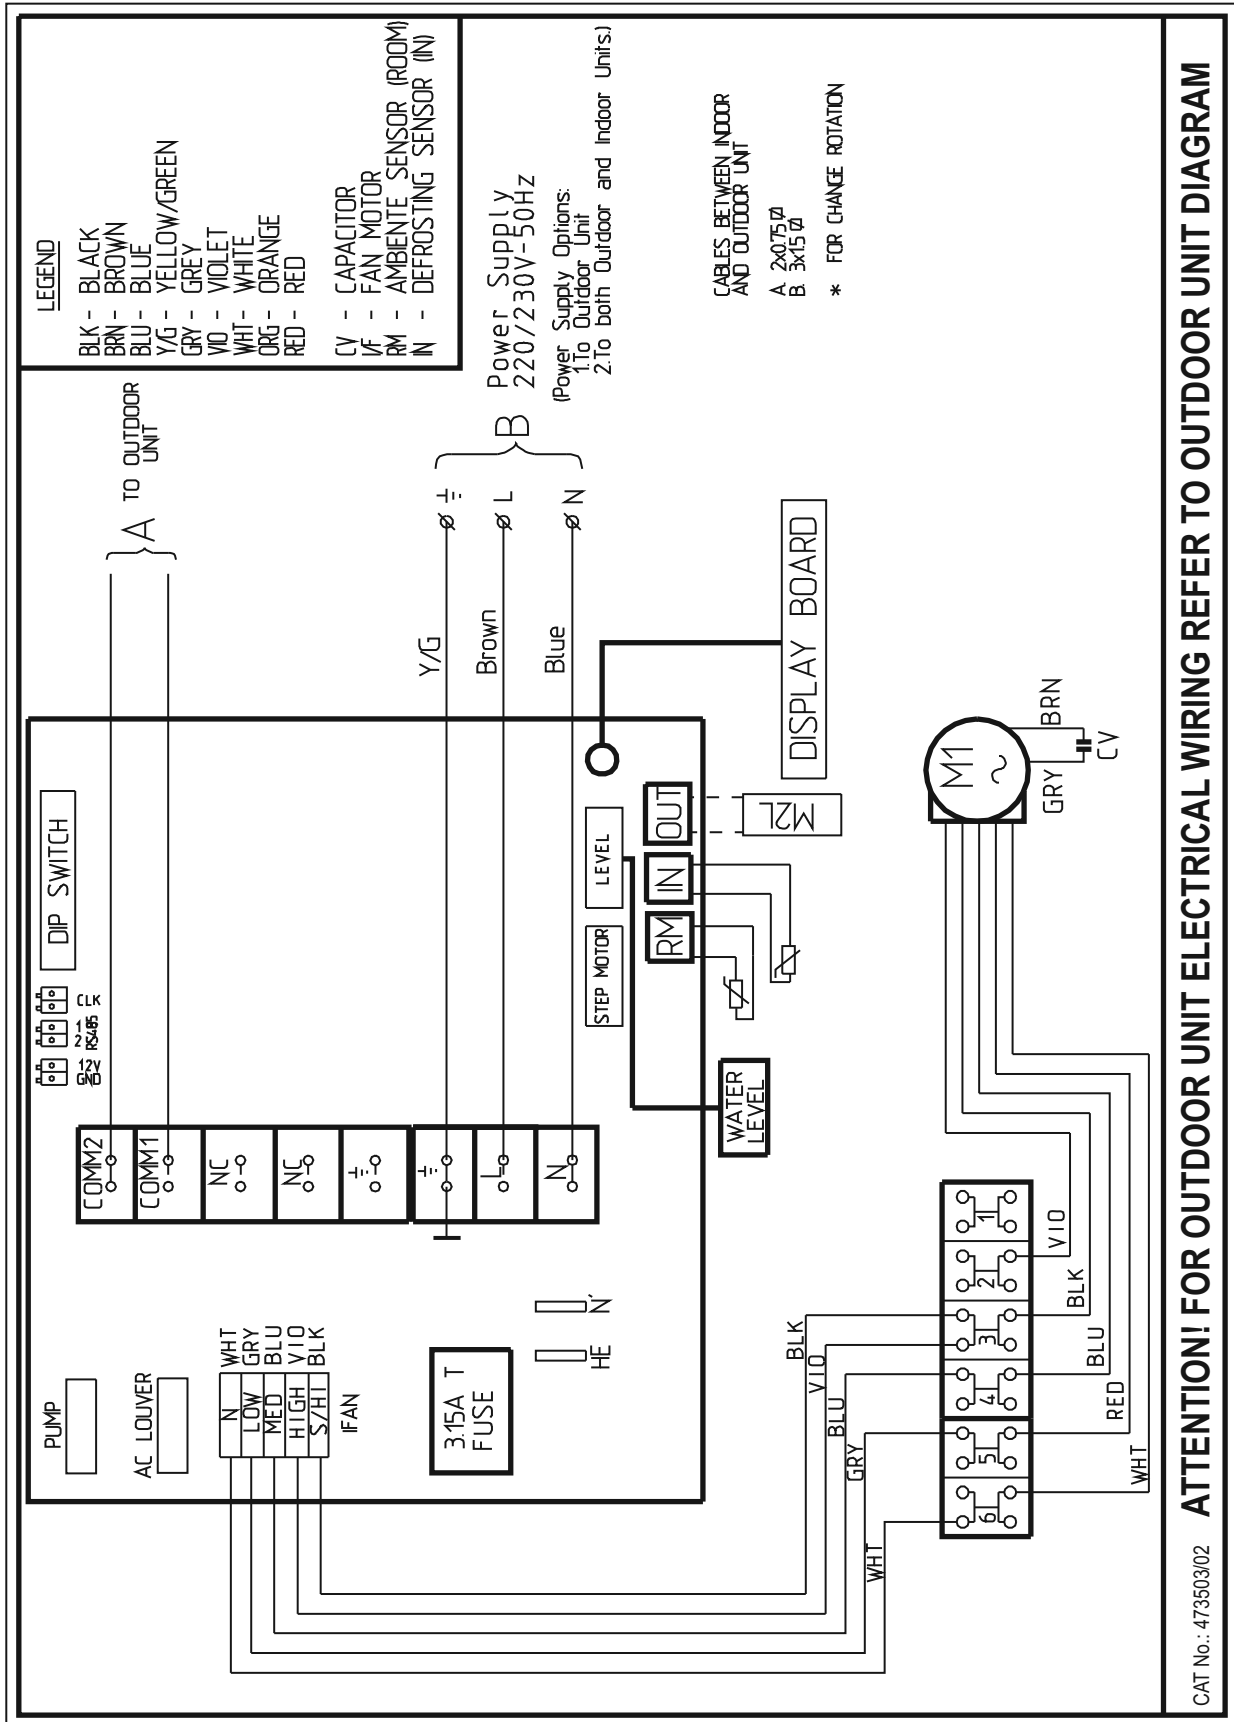 LEGEND
BLK - BLACK
BRN - BROWN
BLU - BLUE
Y/G - YELLOW/GREEN
GRY - GREY
VIO - VIOLET
WHT - WHITE
ORG - ORANGE
RED - RED
CV - CAPACITOR
I/F - FAN MOTOR
RM - AMBIENTE SENSOR (ROOM)
IN - DEFROSTING SENSOR (IN)
A TO OUTDOOR
UNIT
B
Power Supply
220/230V-50Hz
(Power Supply Options:
1.To Outdoor Unit
2.To both Outdoor and Indoor Units.)
CABLES BETWEEN INDOOR
AND OUTDOOR UNIT
A. 2x0.75
B. 3x1.5
* FOR CHANGE ROTATION
L
N
Y/G
Brown
Blue
DISPLAY BOARD
DIP SWITCH
CLK
1
2
RS485
12V
GND
COMM2
COMM1
NC
NC
L
N
LEVEL
STEP MOTOR
OUT
IN
RM
M2L
WATER
LEVEL
PUMP
AC LOUVER
WHT
GRY
BLU
VIO
BLK
N
LOW
MED
HIGH
S/HI
IFAN
3.15A T
FUSE
HE
N'
M1
BRN
GRY
CV
1
2
3
4
5
6
BLK
VIO
BLU
GRY
WHT
VIO
BLK
BLU
RED
WHT
CAT No.: 473503/02
ATTENTION! FOR OUTDOOR UNIT ELECTRICAL WIRING REFER TO OUTDOOR UNIT DIAGRAM